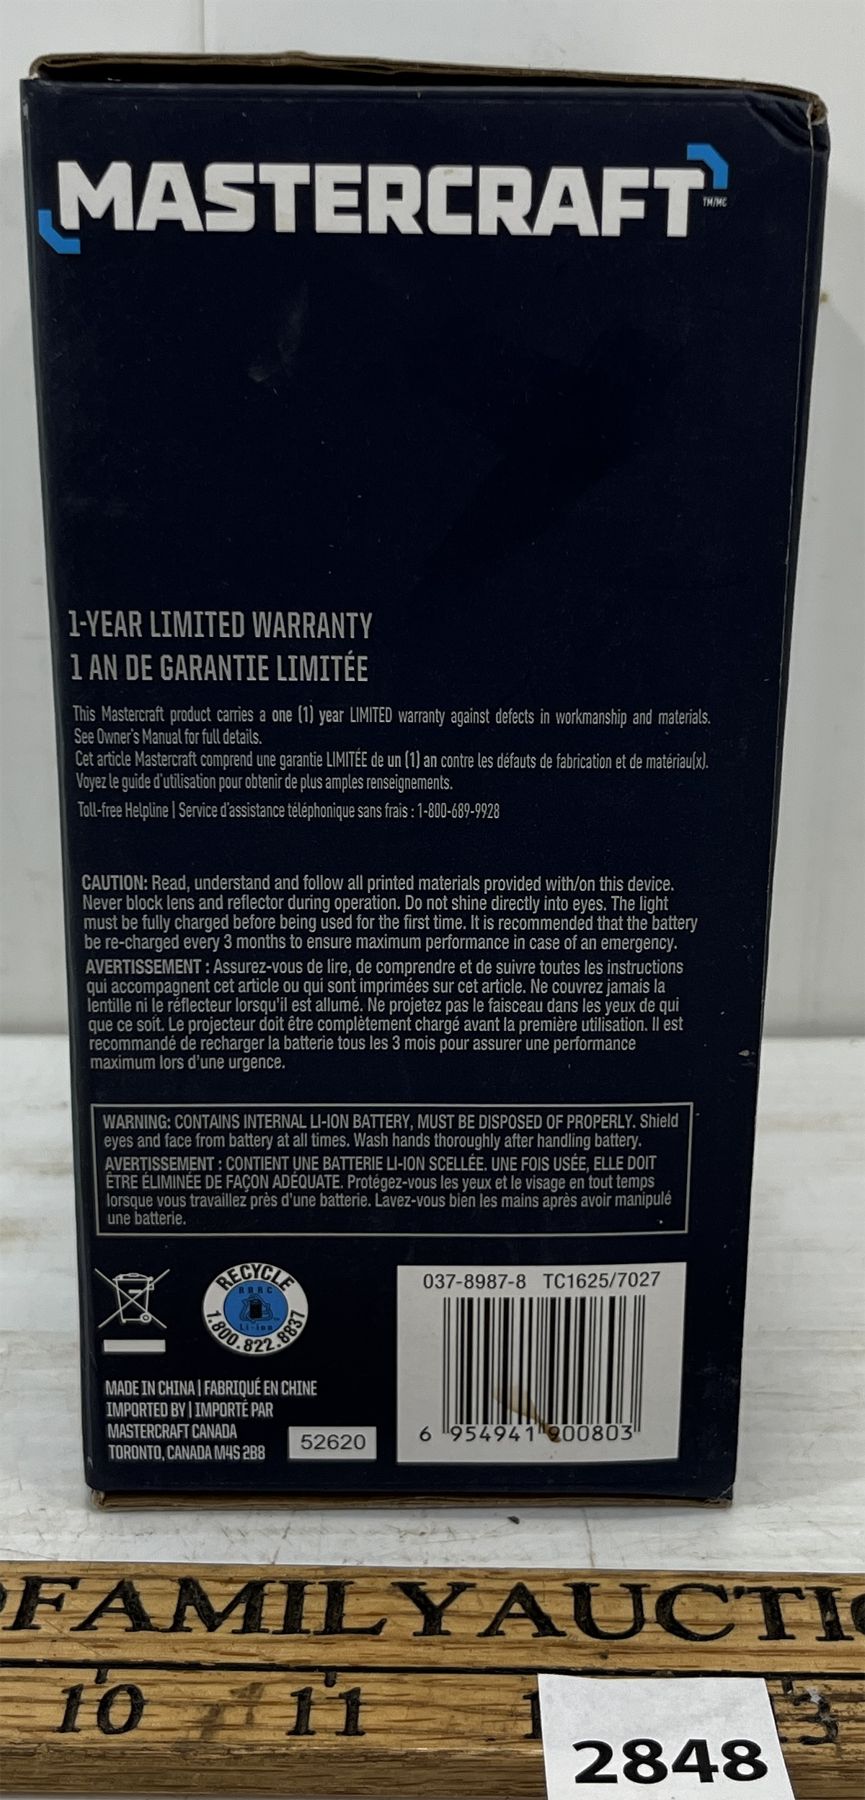 MASTERCRAFT TM/MC
1-YEAR LIMITED WARRANTY
1 AN DE GARANTIE LIMITÉE
This Mastercraft product carries a one (1) year LIMITED warranty against defects in workmanship and materials.
See Owner's Manual for full details.
Cet article Mastercraft comprend une garantie LIMITÉE de un (1) an contre les défauts de fabrication et de matériau(x).
Voyez le guide d'utilisation pour obtenir de plus amples renseignements.
Toll-free Helpline | Service d'assistance téléphonique sans frais : 1-800-689-9928
CAUTION: Read, understand and follow all printed materials provided with/on this device.
Never block lens and reflector during operation. Do not shine directly into eyes. The light
must be fully charged before being used for the first time. It is recommended that the battery
be re-charged every 3 months to ensure maximum performance in case of an emergency.
AVERTISSEMENT : Assurez-vous de lire, de comprendre et de suivre toutes les instructions
qui accompagnent cet article ou qui sont imprimées sur cet article. Ne couvrez jamais la
lentille ni le réflecteur lorsqu'il est allumé. Ne projetez pas le faisceau dans les yeux de qui
que ce soit. Le projecteur doit être complètement chargé avant la première utilisation. Il est
recommandé de recharger la batterie tous les 3 mois pour assurer une performance
maximum lors d'une urgence.
WARNING: CONTAINS INTERNAL LI-ION BATTERY, MUST BE DISPOSED OF PROPERLY. Shield
eyes and face from battery at all times. Wash hands thoroughly after handling battery.
AVERTISSEMENT : CONTIENT UNE BATTERIE LI-ION SCELLÉE. UNE FOIS USÉE, ELLE DOIT
ÊTRE ÉLIMINÉE DE FAÇON ADÉQUATE. Protégez-vous les yeux et le visage en tout temps
lorsque vous travaillez près d'une batterie. Lavez-vous bien les mains après avoir manipulé
une batterie.
RECYCLE
RBRC
Li-ion
1.800.822.8837
037-8987-8 TC1625/7027
6 954941 900803
MADE IN CHINA | FABRIQUÉ EN CHINE
IMPORTED BY | IMPORTÉ PAR
MASTERCRAFT CANADA
TORONTO, CANADA M4S 2B8
52620
FAMILY AUCTI
10 11 3
2848